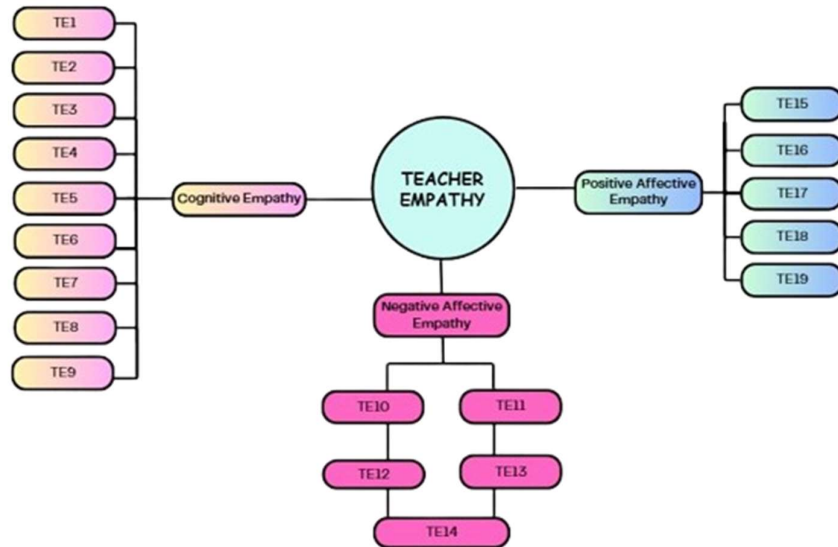 TE1
TE2
TE3
TE4
TE5
TE6
TE7
TE8
TE9
Cognitive Empathy
TEACHER
EMPATHY
Positive Affective
Empathy
TE15
TE16
TE17
TE18
TE19
Negative Affective
Empathy
TE10
TE11
TE12
TE13
TE14